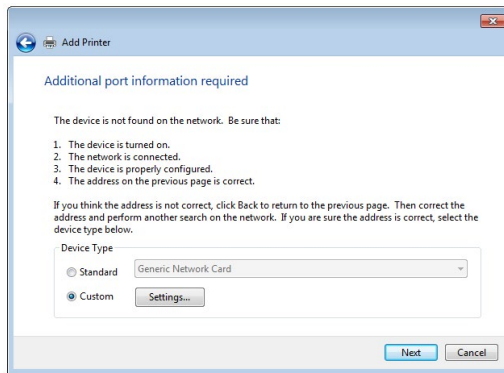 Add Printer
Additional port information required
The device is not found on the network. Be sure that:
1. The device is turned on.
2. The network is connected.
3. The device is properly configured.
4. The address on the previous page is correct.
If you think the address is not correct, click Back to return to the previous page. Then correct the
address and perform another search on the network. If you are sure the address is correct, select the
device type below.
Device Type
Standard Generic Network Card
Custom Settings...
Next Cancel